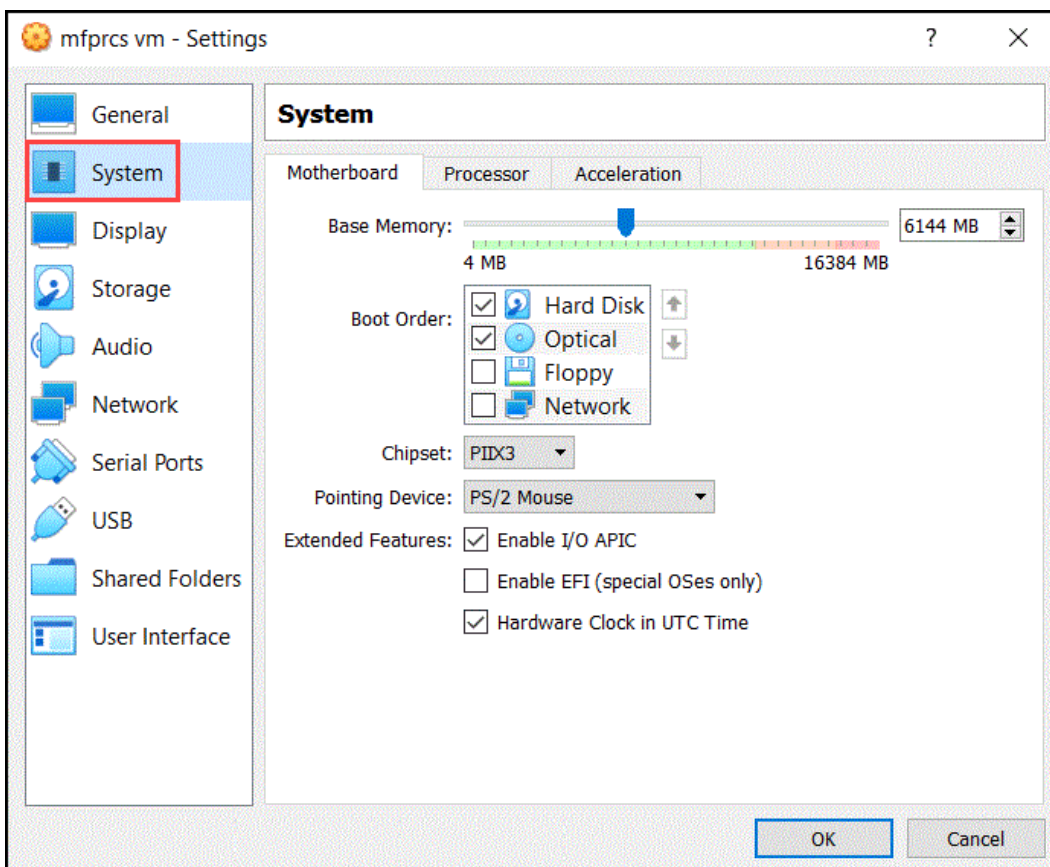 mfprcs vm - Settings
?
General
System
Display
Storage
Audio
Network
Serial Ports
USB
Shared Folders
User Interface
System
Motherboard Processor Acceleration
Base Memory: 6144 MB
4 MB 16384 MB
Boot Order:
Hard Disk
Optical
Floppy
Network
Chipset: PIIX3
Pointing Device: PS/2 Mouse
Extended Features: Enable I/O APIC
Enable EFI (special OSes only)
Hardware Clock in UTC Time
OK Cancel